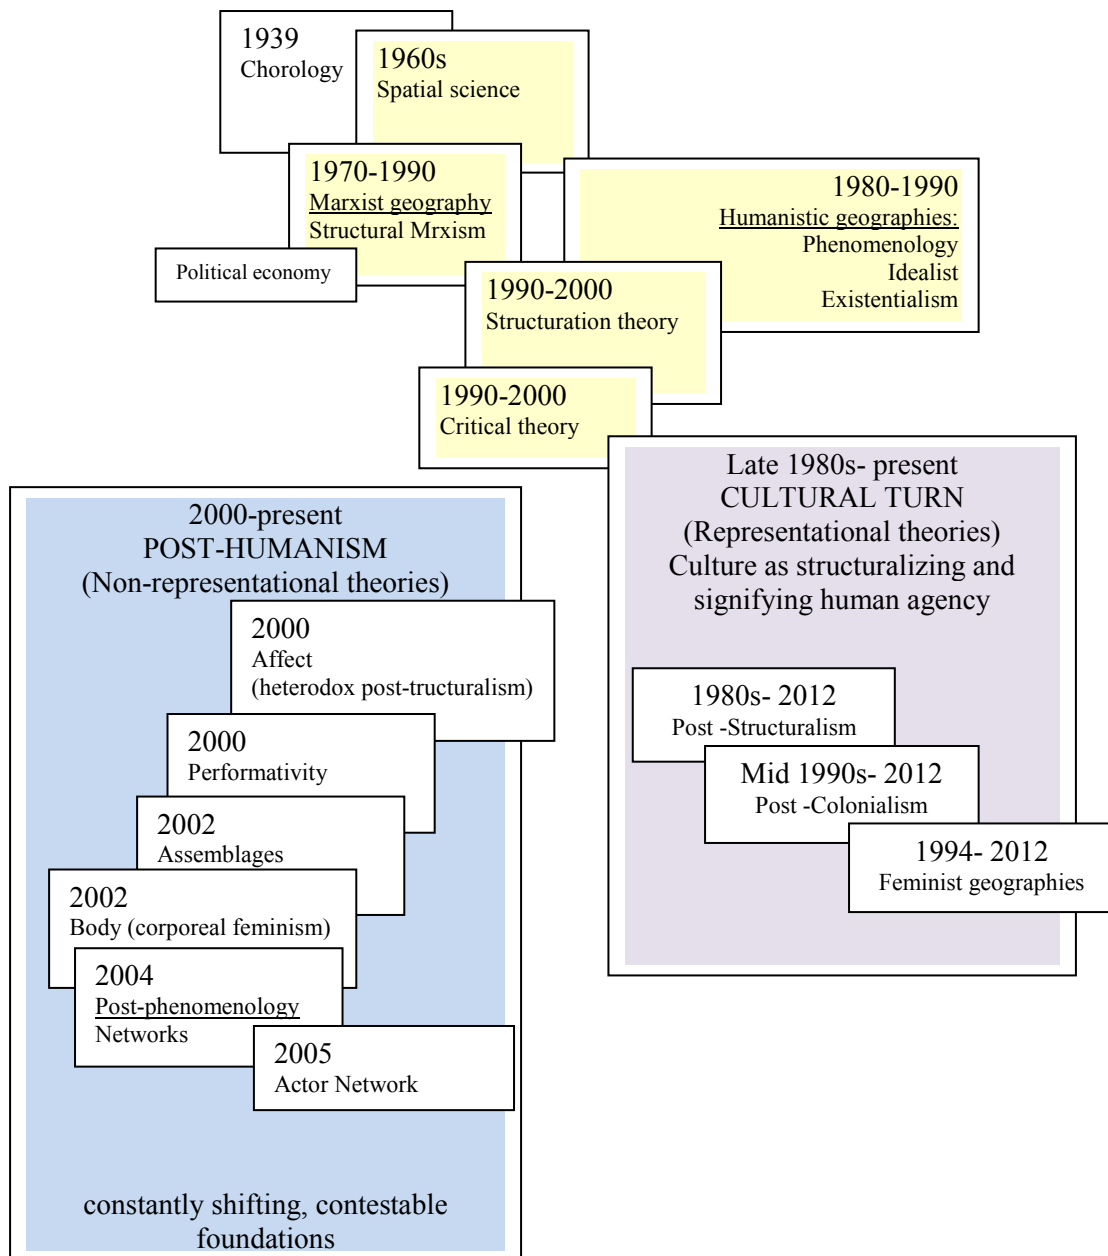 1939
Chorology
1960s
Spatial science
1970-1990
Marxist geography
Structural Mrxism
Political economy
1980-1990
Humanistic geographies:
Phenomenology
Idealist
Existentialism
1990-2000
Structuration theory
1990-2000
Critical theory
Late 1980s- present
CULTURAL TURN
(Representational theories)
Culture as structuralizing and
signifying human agency
1980s- 2012
Post -Structuralism
Mid 1990s- 2012
Post -Colonialism
1994- 2012
Feminist geographies
2000-present
POST-HUMANISM
(Non-representational theories)
2000
Affect
(heterodox post-tructuralism)
2000
Performativity
2002
Assemblages
2002
Body (corporeal feminism)
2004
Post-phenomenology
Networks
2005
Actor Network
constantly shifting, contestable
foundations